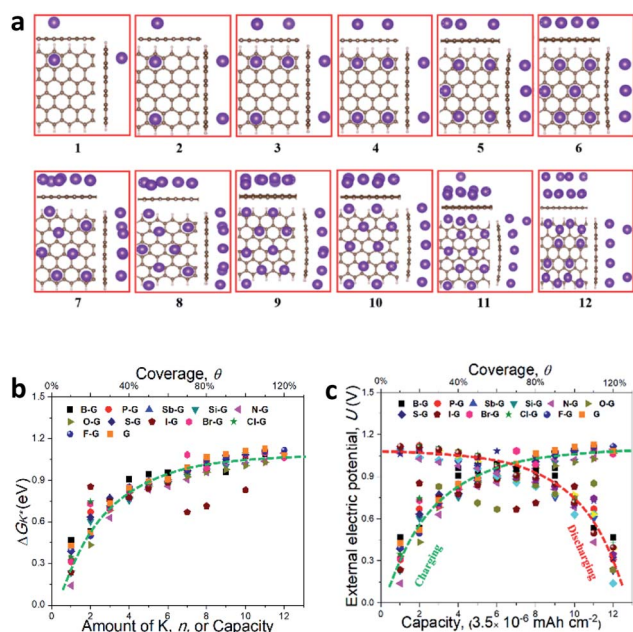 a
1 2 3 4 5 6
7 8 9 10 11 12
b
Coverage, θ
0% 40% 80% 120%
B-G P-G Sb-G Si-G N-G
O-G S-G I-G Br-G Cl-G
F-G G
1.5
1.2
0.9
0.6
0.3
0.0
ΔG_K* (eV)
0 2 4 6 8 10 12
Amount of K, n, or Capacity
c
Coverage, θ
0% 40% 80% 120%
B-G P-G Sb-G Si-G N-G O-G
S-G I-G Br-G Cl-G F-G G
1.5
1.2
0.9
0.6
0.3
0.0
External electric potential, U (V)
Charging
Discharging
0 2 4 6 8 10 12
Capacity, (3.5× 10⁻⁶ mAh cm⁻²)